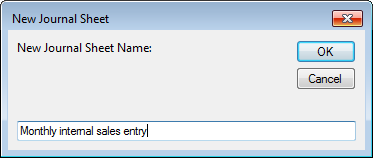 New Journal Sheet
New Journal Sheet Name:
OK
Cancel
Monthly internal sales entry